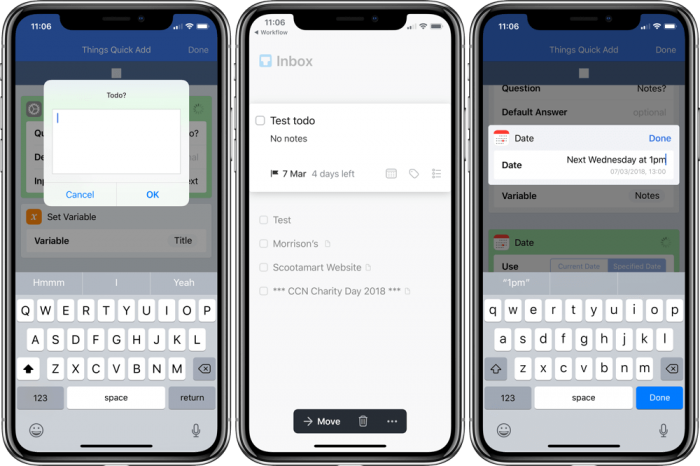 11:06
Things Quick Add
Done
Todo?
Cancel
OK
Set Variable
Variable
Title
Hmmm
I
Yeah
Q W E R T Y U I O P
A S D F G H J K L
Z X C V B N M
123
space
return
11:06
Workflow
Inbox
Test todo
No notes
7 Mar 4 days left
Test
Morrison's
Scootamart Website
*** CCN Charity Day 2018 ***
Move
11:06
Things Quick Add
Done
Question
Notes?
Default Answer
optional
Date
Done
Date
Next Wednesday at 1pm
07/03/2018, 13:00
Variable
Notes
Date
Use
Current Date
Specified Date
"1pm"
q w e r t y u i o p
a s d f g h j k l
z x c v b n m
123
space
Done